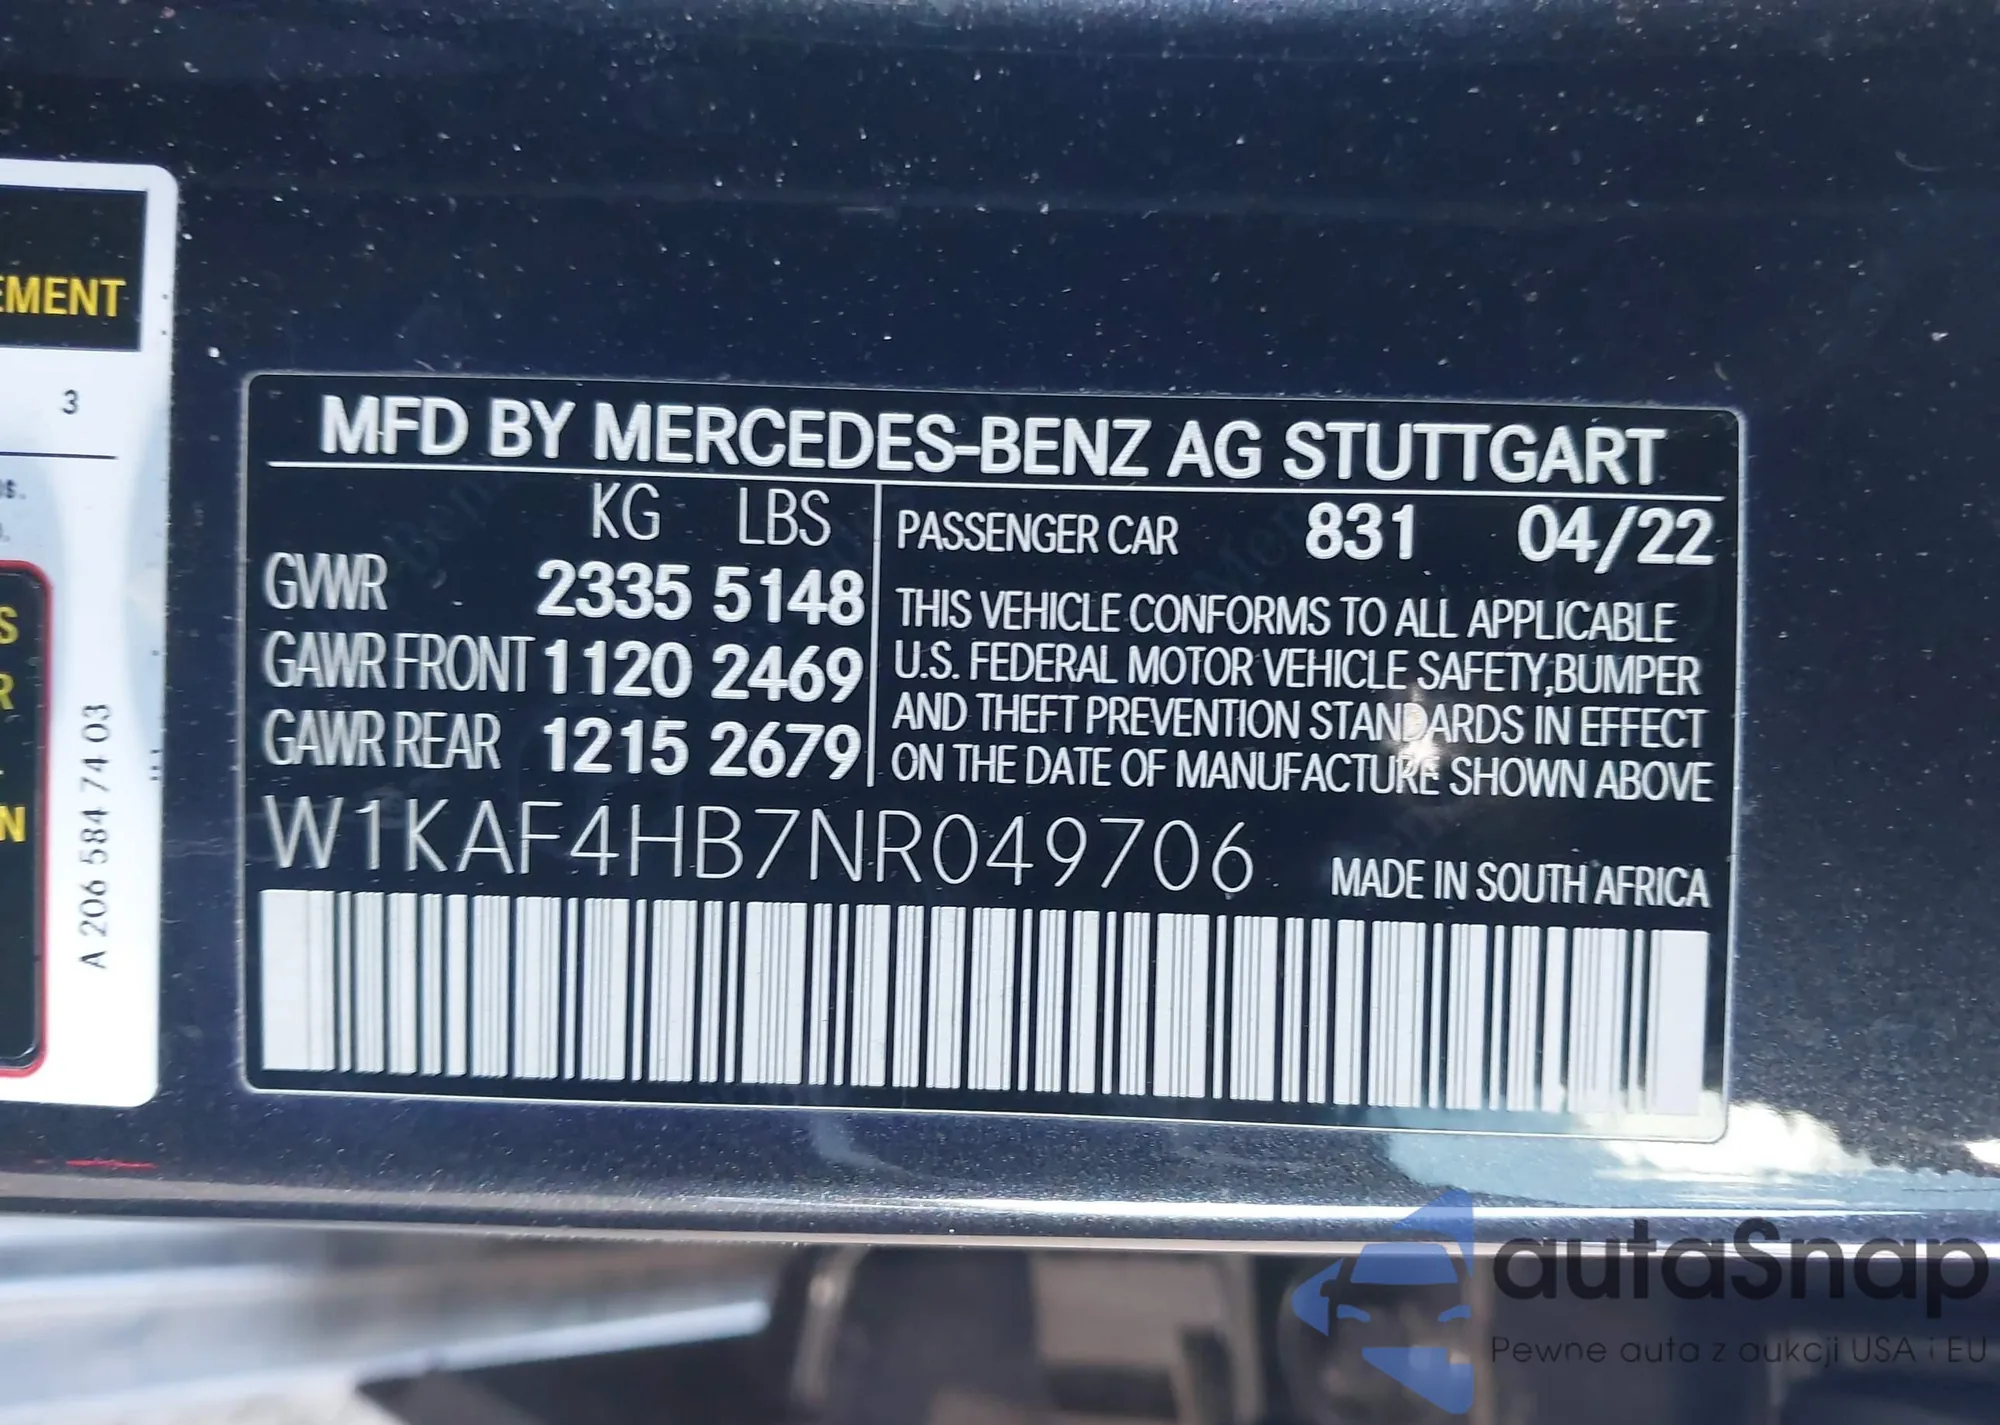 EMENT
3
S
R
N
A 206 584 74 03
MFD BY MERCEDES-BENZ AG STUTTGART
KG LBS
GVWR 2335 5148
GAWR FRONT 1120 2469
GAWR REAR 1215 2679
PASSENGER CAR 831 04/22
THIS VEHICLE CONFORMS TO ALL APPLICABLE
U.S. FEDERAL MOTOR VEHICLE SAFETY,BUMPER
AND THEFT PREVENTION STANDARDS IN EFFECT
ON THE DATE OF MANUFACTURE SHOWN ABOVE
W1KAF4HB7NR049706
MADE IN SOUTH AFRICA
autaSnap
Pewne auta z aukcji USA i EU